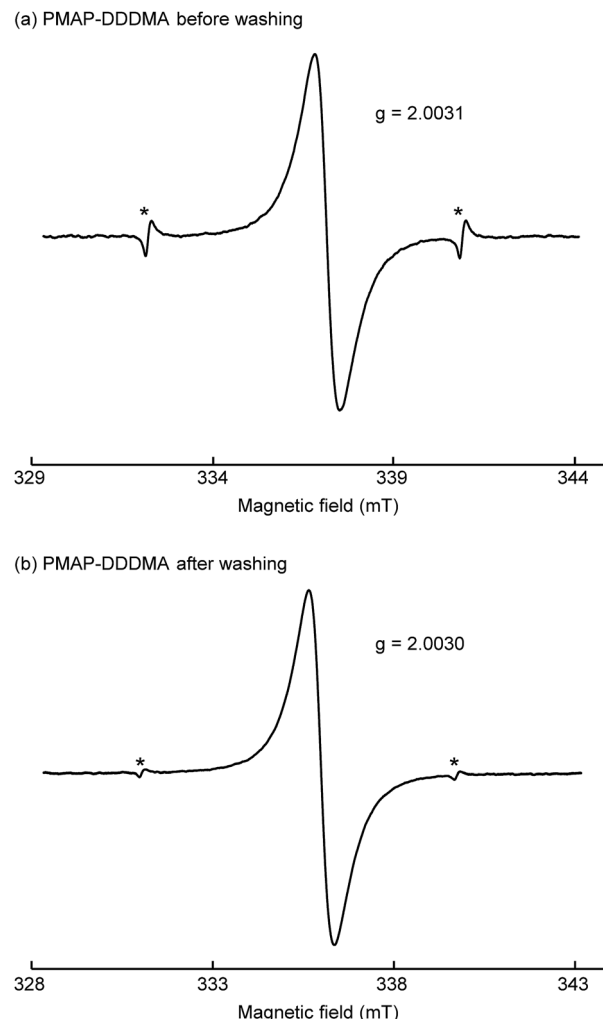 (a) PMAP-DDDMA before washing
g = 2.0031
* *
329 334 339 344
Magnetic field (mT)
(b) PMAP-DDDMA after washing
g = 2.0030
* *
328 333 338 343
Magnetic field (mT)